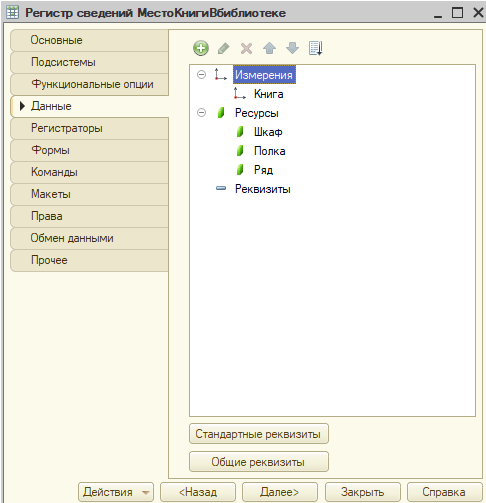 Регистр сведений МестоКнигиВбиблиотеке
Основные
Подсистемы
Функциональные опции
Данные
Регистраторы
Формы
Команды
Макеты
Права
Обмен данными
Прочее
Измерения
Книга
Ресурсы
Шкаф
Полка
Ряд
Реквизиты
Стандартные реквизиты
Общие реквизиты
Действия <Назад Далее> Закрыть Справка